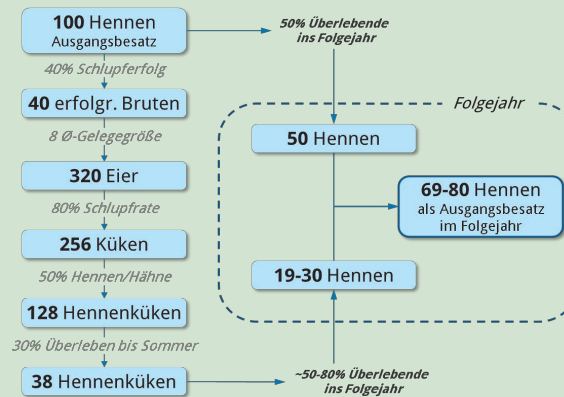 100 Hennen
Ausgangsbesatz
40% Schlupferfolg
40 erfolgr. Bruten
8 Ø-Gelegegröße
320 Eier
80% Schlupfrate
256 Küken
50% Hennen/Hähne
128 Hennenküken
30% Überleben bis Sommer
38 Hennenküken
50% Überlebende
ins Folgejahr
Folgejahr
50 Hennen
69-80 Hennen
als Ausgangsbesatz
im Folgejahr
19-30 Hennen
~50-80% Überlebende
ins Folgejahr